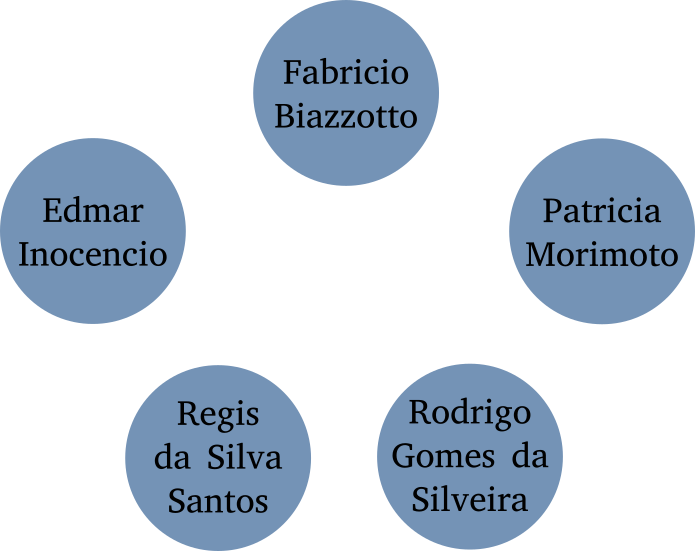 Fabricio
Biazzotto
Edmar
Inocencio
Patricia
Morimoto
Regis
da Silva
Santos
Rodrigo
Gomes da
Silveira